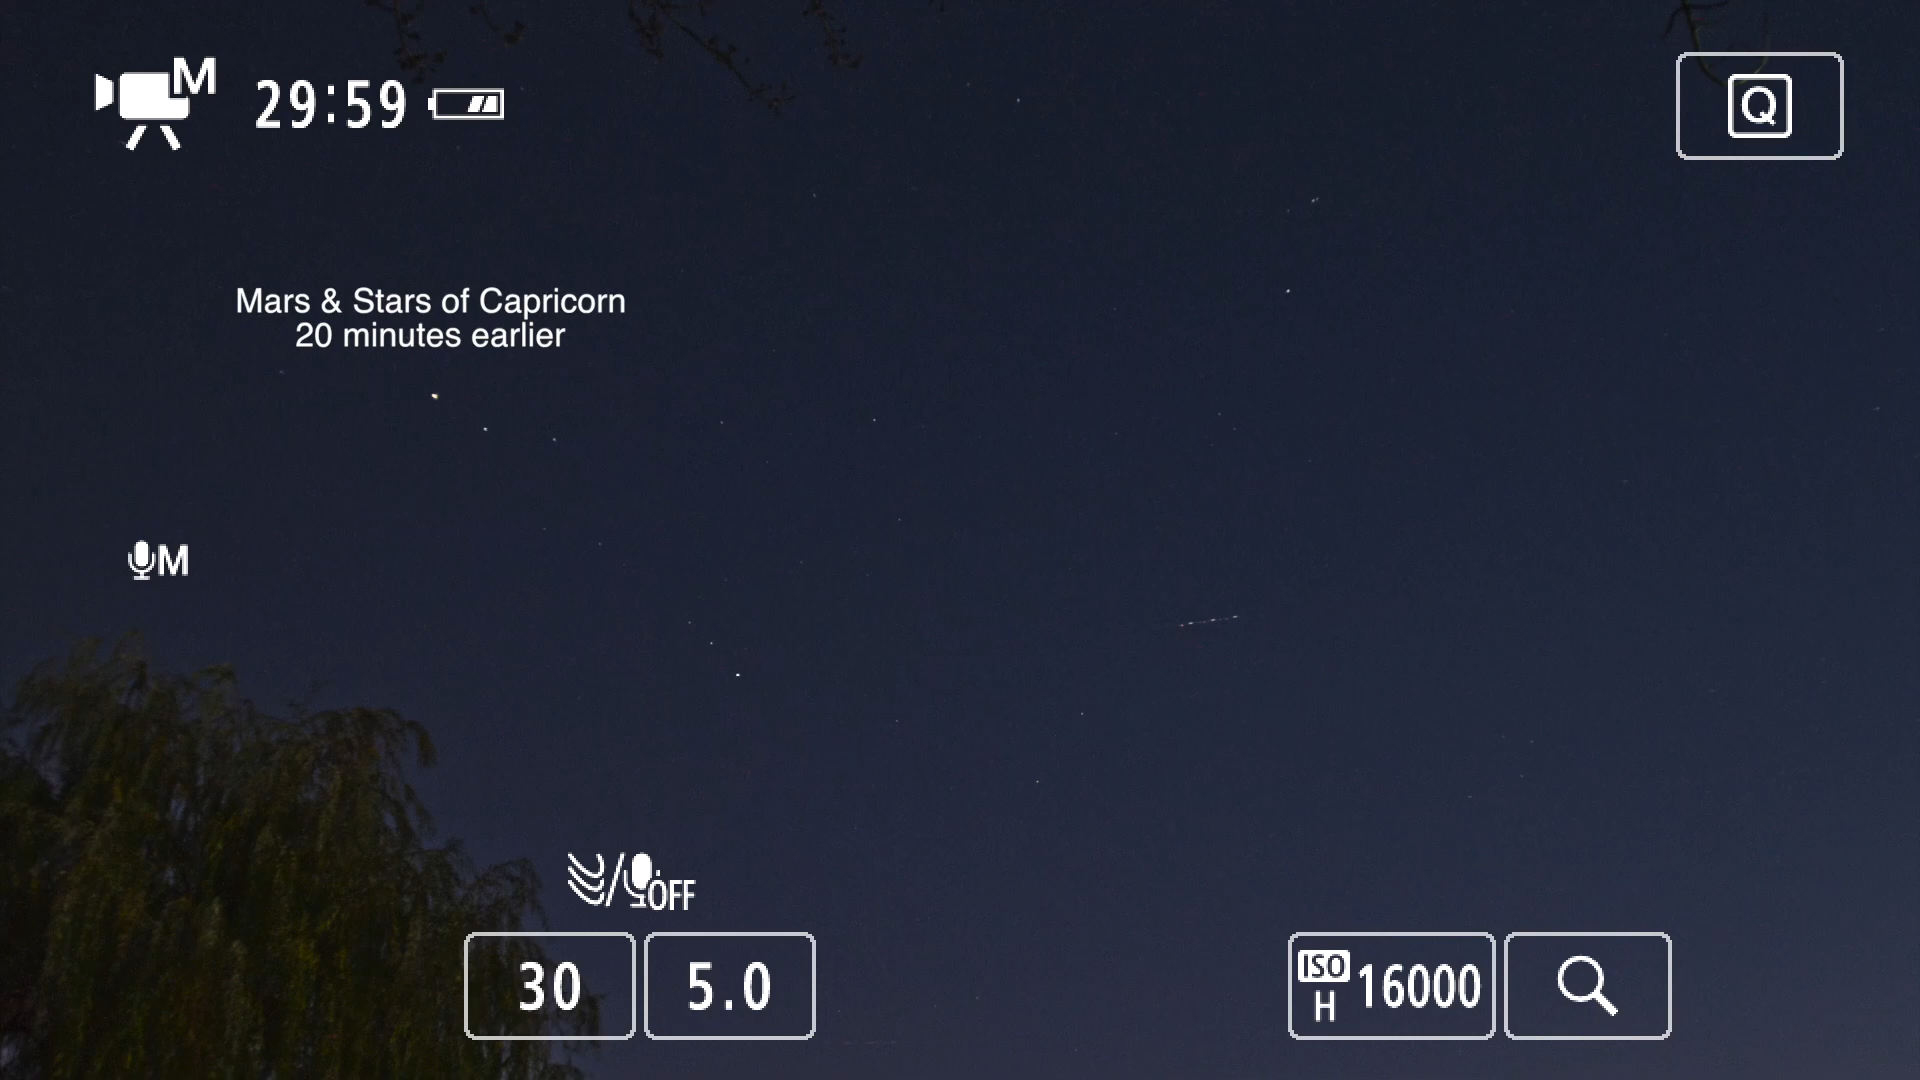 M 29:59
Q
Mars & Stars of Capricorn
20 minutes earlier
M
OFF
30 5.0
ISO H 16000